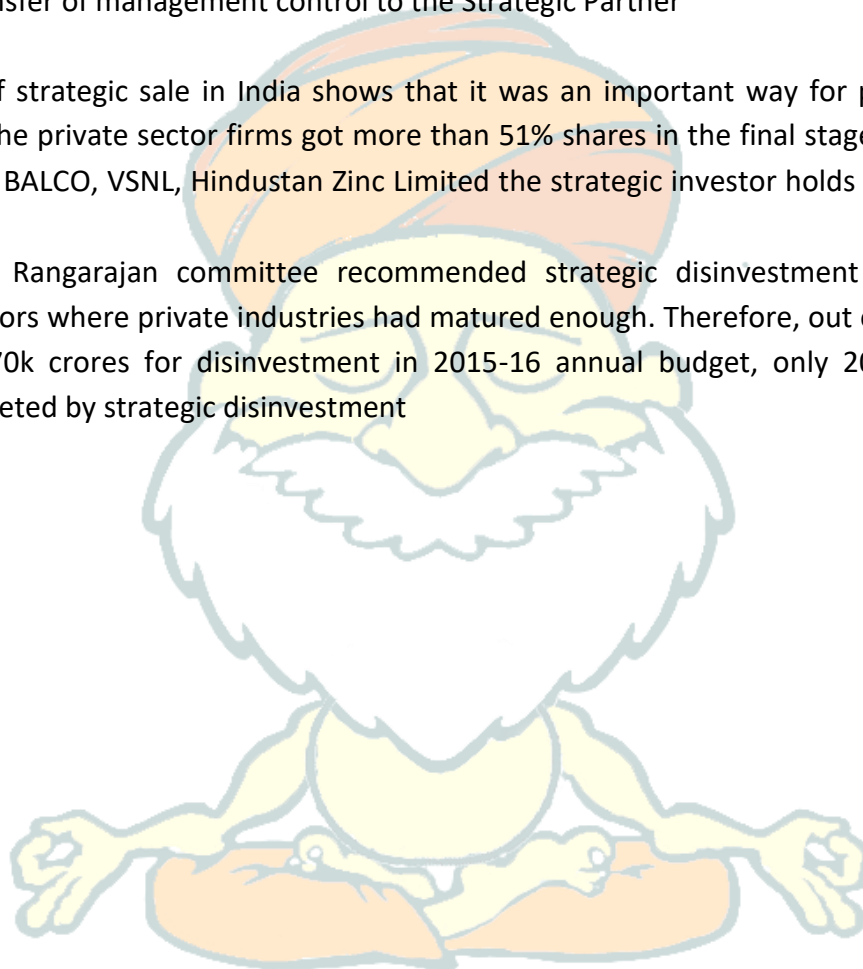 nsfer of management control to the Strategic Partner
f strategic sale in India shows that it was an important way for p
he private sector firms got more than 51% shares in the final stage
BALCO, VSNL, Hindustan Zinc Limited the strategic investor holds
Rangarajan committee recommended strategic disinvestment
ors where private industries had matured enough. Therefore, out o
70k crores for disinvestment in 2015-16 annual budget, only 20
eted by strategic disinvestment